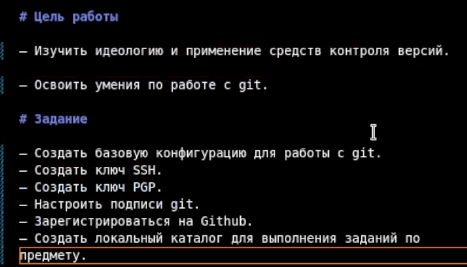 # Цель работы
— Изучить идеологию и применение средств контроля версий.
— Освоить умения по работе с git.
# Задание
— Создать базовую конфигурацию для работы с git.
— Создать ключ SSH.
— Создать ключ PGP.
— Настроить подписи git.
— Зарегистрироваться на Github.
— Создать локальный каталог для выполнения заданий по
предмету.